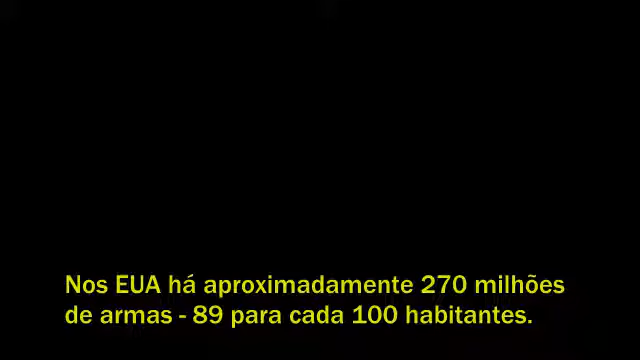 Nos EUA há aproximadamente 270 milhões
de armas - 89 para cada 100 habitantes.